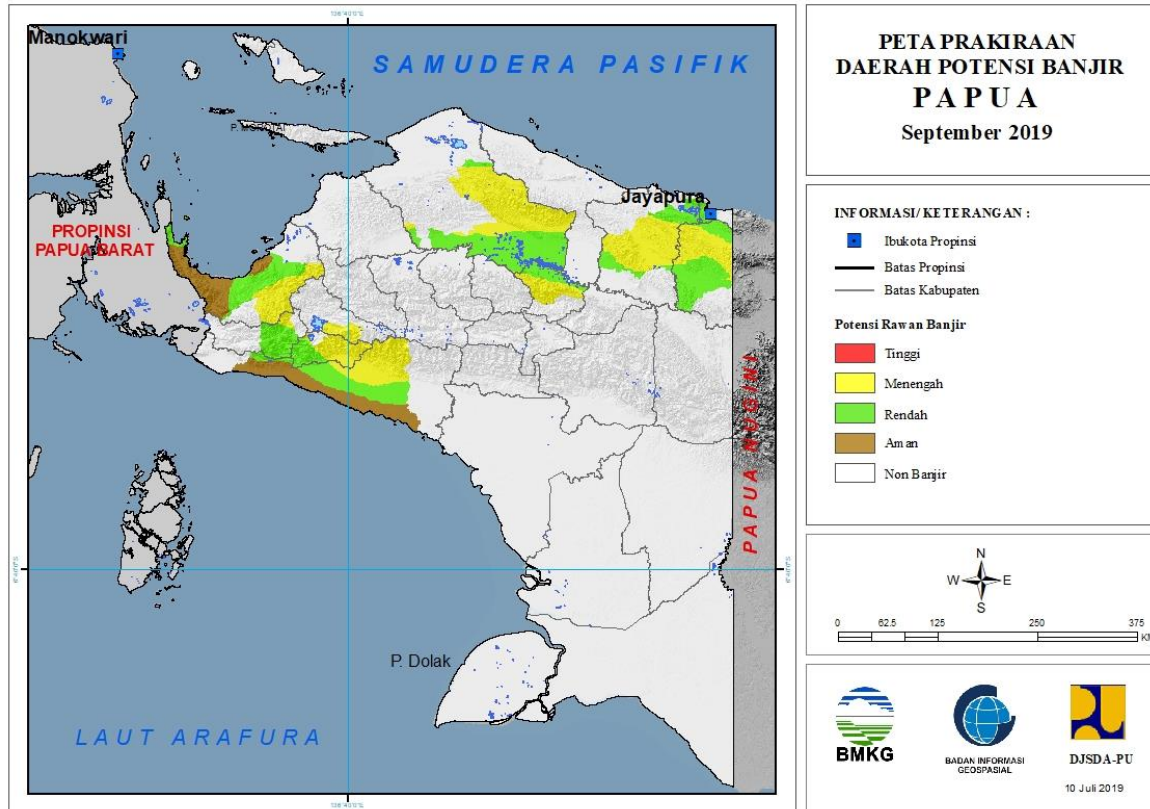 Manokwari
SAMUDERA PASIFIK
Jayapura
PROPINSI
PAPUA BARAT
PAPUA NUGINI
P. Dolak
LAUT ARAFURA
PETA PRAKIRAAN
DAERAH POTENSI BANJIR
PAPUA
September 2019
INFORMASI/ KETERANGAN :
Ibukota Propinsi
Batas Propinsi
Batas Kabupaten
Potensi Rawan Banjir
Tinggi
Menengah
Rendah
Aman
Non Banjir
N
W E
S
0 62.5 125 250 375
KM
BMKG
BADAN INFORMASI
GEOSPASIAL
DJSDA-PU
10 Juli 2019